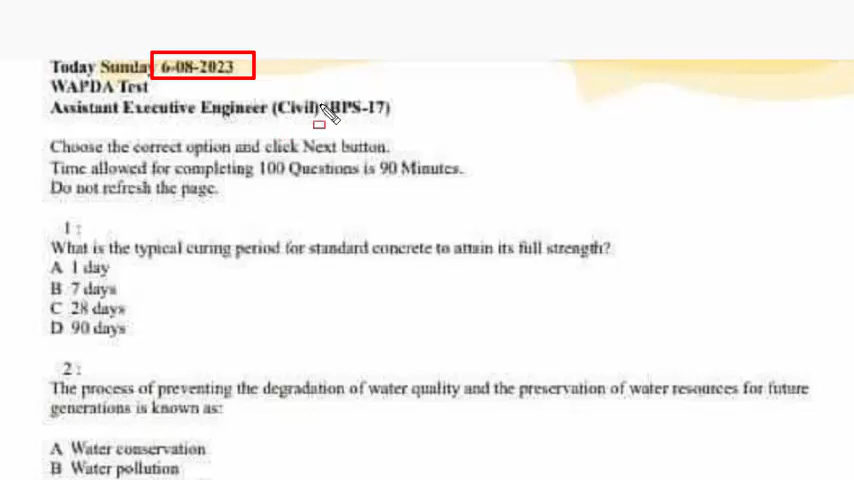 Today Sunday 6-08-2023
WAPDA Test
Assistant Executive Engineer (Civil) BPS-17)
Choose the correct option and click Next button.
Time allowed for completing 100 Questions is 90 Minutes.
Do not refresh the page.
1 :
What is the typical curing period for standard concrete to attain its full strength?
A 1 day
B 7 days
C 28 days
D 90 days
2 :
The process of preventing the degradation of water quality and the preservation of water resources for future
generations is known as:
A Water conservation
B Water pollution